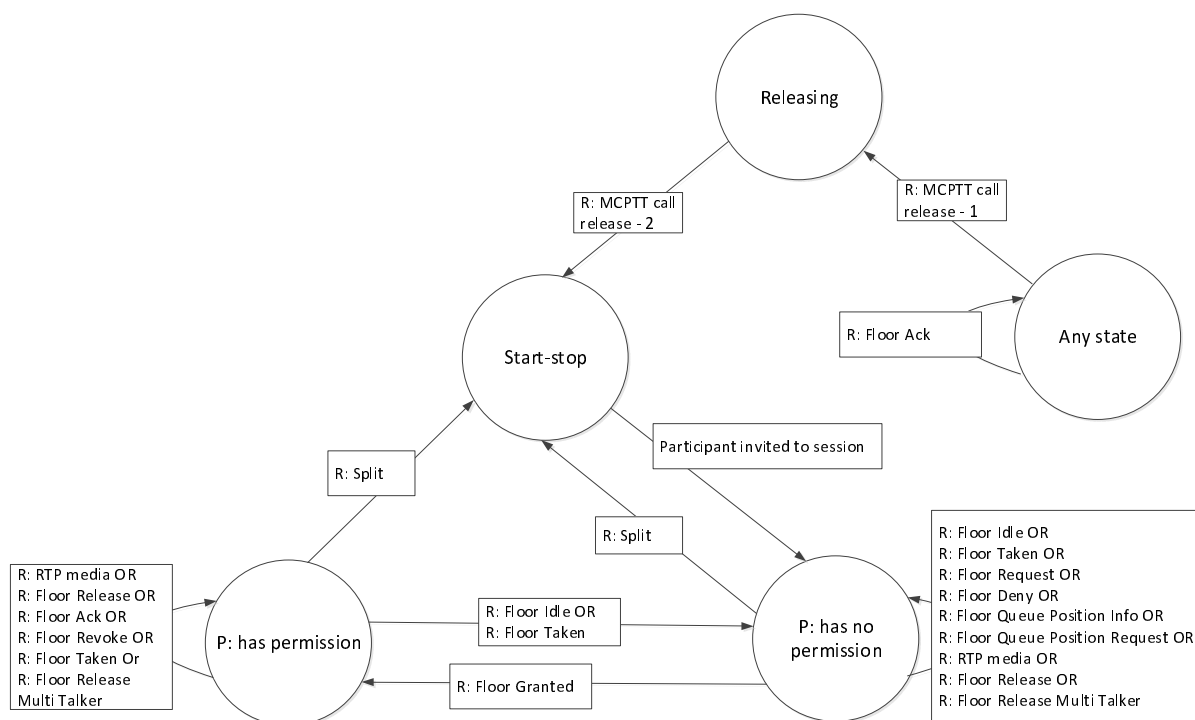 Releasing
R: MCPTT call
release - 2
R: MCPTT call
release - 1
R: Floor Ack
Any state
Start-stop
Participant invited to session
R: Split
R: Split
R: Floor Idle OR
R: Floor Taken OR
R: Floor Request OR
R: Floor Deny OR
R: Floor Queue Position Info OR
R: Floor Queue Position Request OR
R: RTP media OR
R: Floor Release OR
R: Floor Release Multi Talker
R: RTP media OR
R: Floor Release OR
R: Floor Ack OR
R: Floor Revoke OR
R: Floor Taken Or
R: Floor Release
Multi Talker
P: has permission
R: Floor Idle OR
R: Floor Taken
P: has no
permission
R: Floor Granted